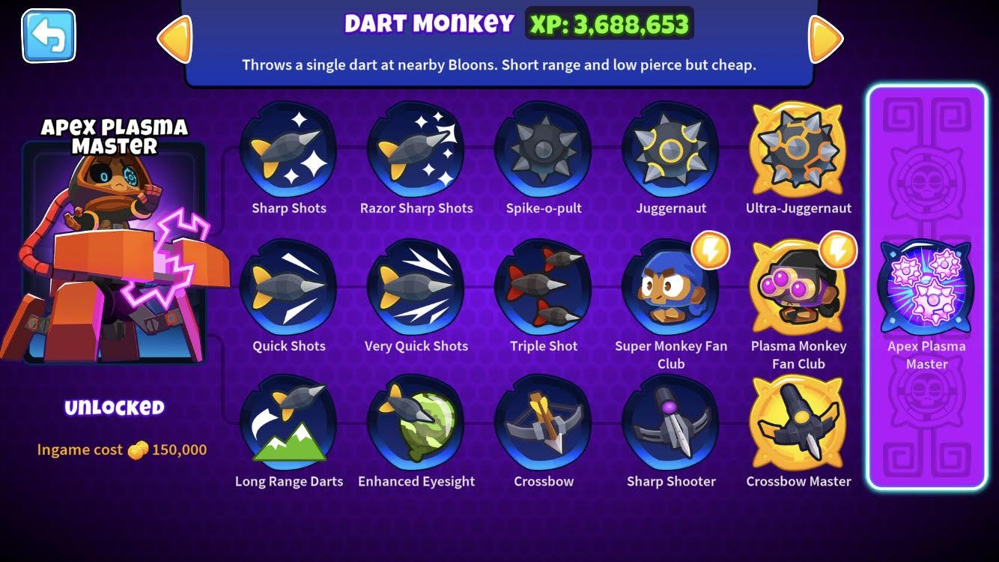 Dart Monkey XP: 3,688,653
Throws a single dart at nearby Bloons. Short range and low pierce but cheap.
Apex Plasma
Master
Sharp Shots Razor Sharp Shots Spike-o-pult Juggernaut Ultra-Juggernaut
Quick Shots Very Quick Shots Triple Shot Super Monkey Fan Plasma Monkey Apex Plasma
Club Fan Club Master
Unlocked
Ingame cost 150,000
Long Range Darts Enhanced Eyesight Crossbow Sharp Shooter Crossbow Master